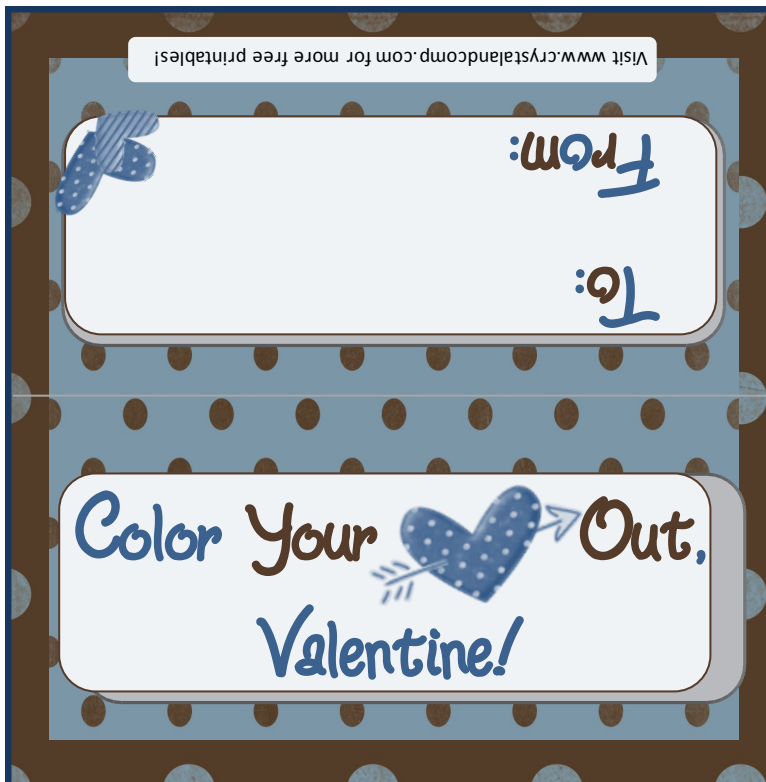 Visit www.crystalandcomp.com for more free printables!
From:
To:
Color Your Out,
Valentine!